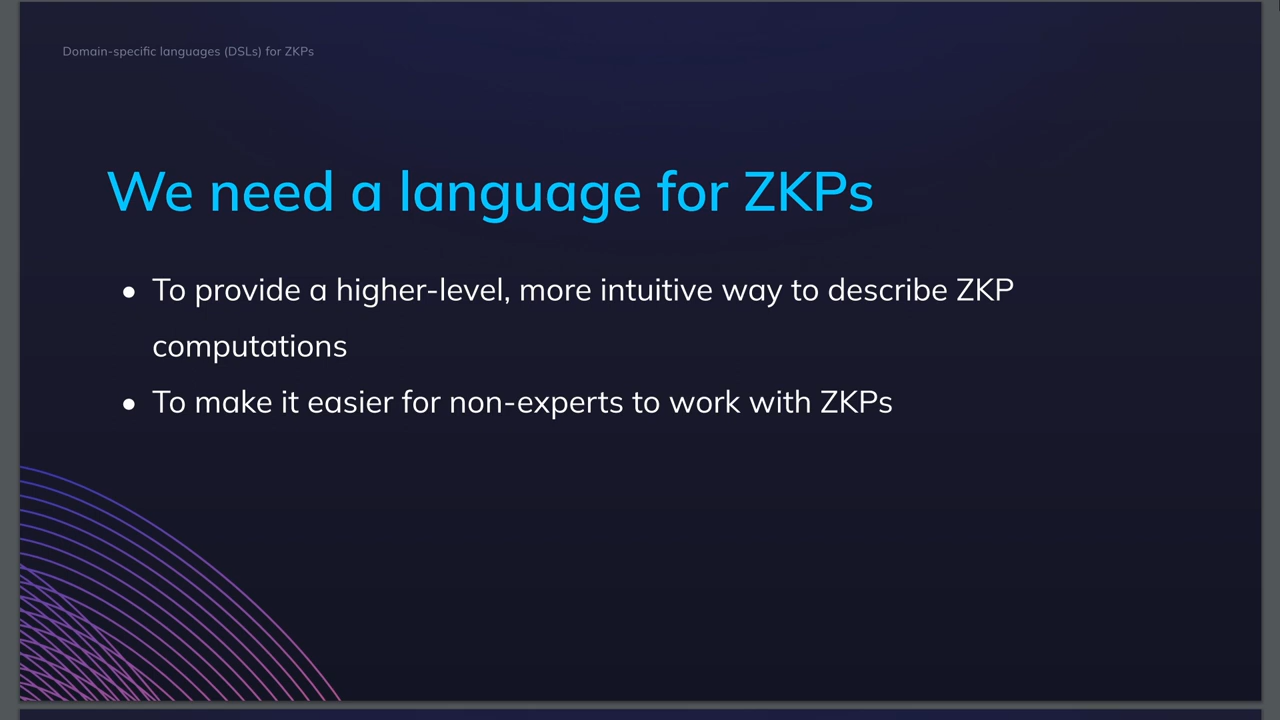 Domain-specific languages (DSLs) for ZKPs
We need a language for ZKPs
• To provide a higher-level, more intuitive way to describe ZKP
computations
• To make it easier for non-experts to work with ZKPs